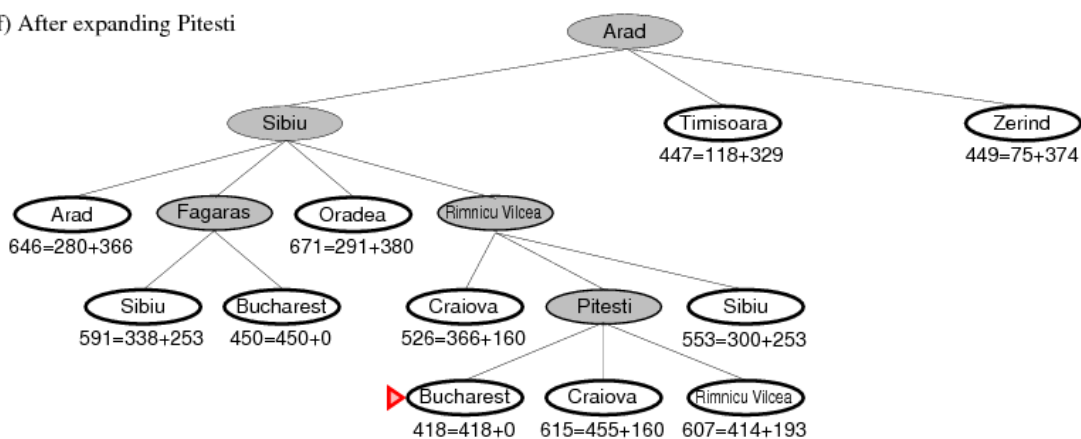 f) After expanding Pitesti
Arad
Sibiu
Timisoara
Zerind
447=118+329
449=75+374
Arad
Fagaras
Oradea
Rimnicu Vilcea
646=280+366
671=291+380
Sibiu
Bucharest
Craiova
Pitesti
Sibiu
591=338+253
450=450+0
526=366+160
553=300+253
Bucharest
Craiova
Rimnicu Vilcea
418=418+0
615=455+160
607=414+193